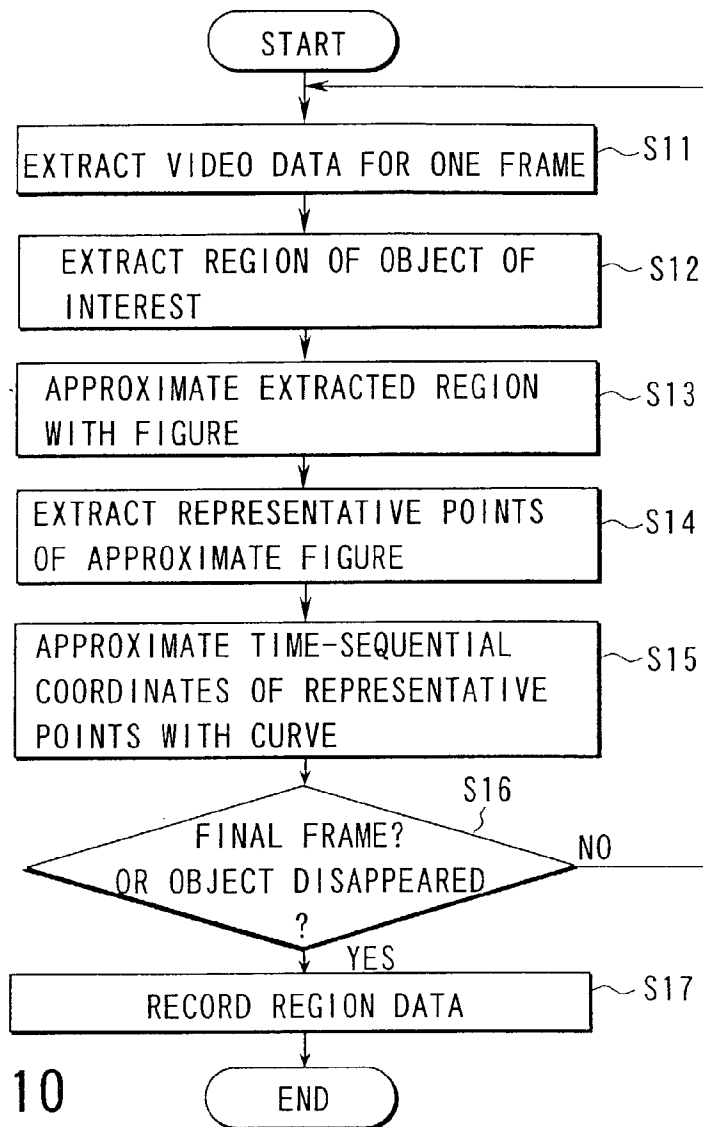 START
EXTRACT VIDEO DATA FOR ONE FRAME
S11
EXTRACT REGION OF OBJECT OF
INTEREST
S12
APPROXIMATE EXTRACTED REGION
WITH FIGURE
S13
EXTRACT REPRESENTATIVE POINTS
OF APPROXIMATE FIGURE
S14
APPROXIMATE TIME-SEQUENTIAL
COORDINATES OF REPRESENTATIVE
POINTS WITH CURVE
S15
S16
FINAL FRAME?
OR OBJECT DISAPPEARED
?
NO
YES
RECORD REGION DATA
S17
END
10